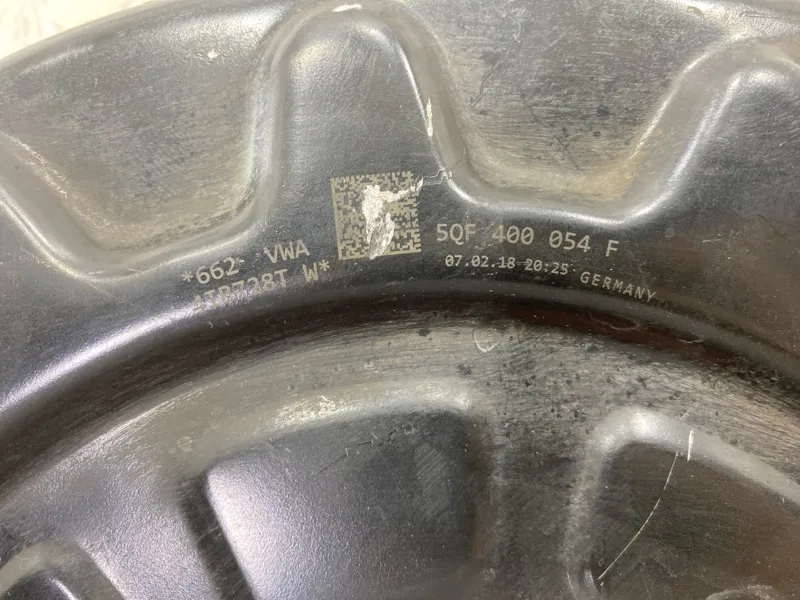 *662 VWA
W*
5QF 400 054 F
07.02.18 20:25 GERMANY